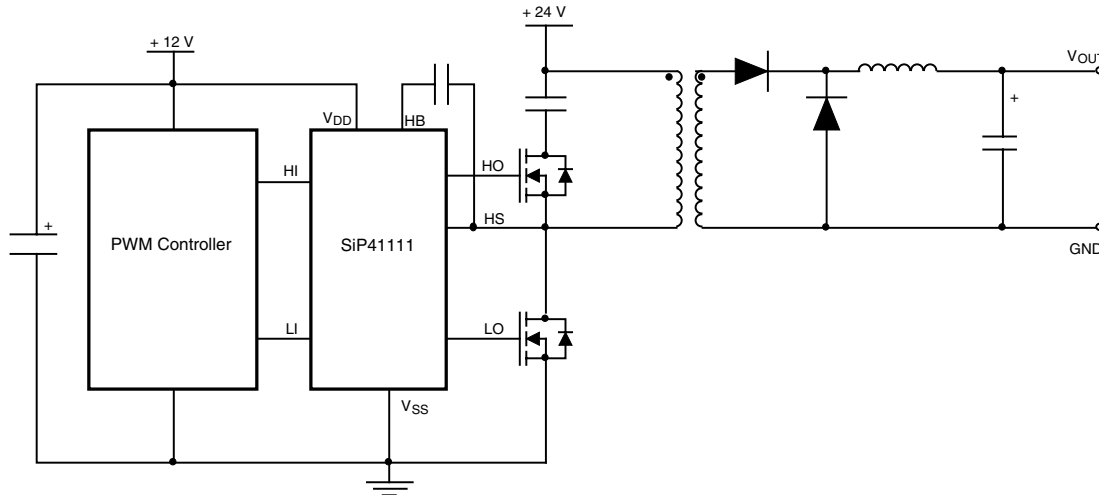 + 24 V
+ 12 V
VOUT
+
VDD
HB
HI
HO
+
PWM Controller
SiP41111
HS
GND
LI
LO
VSS